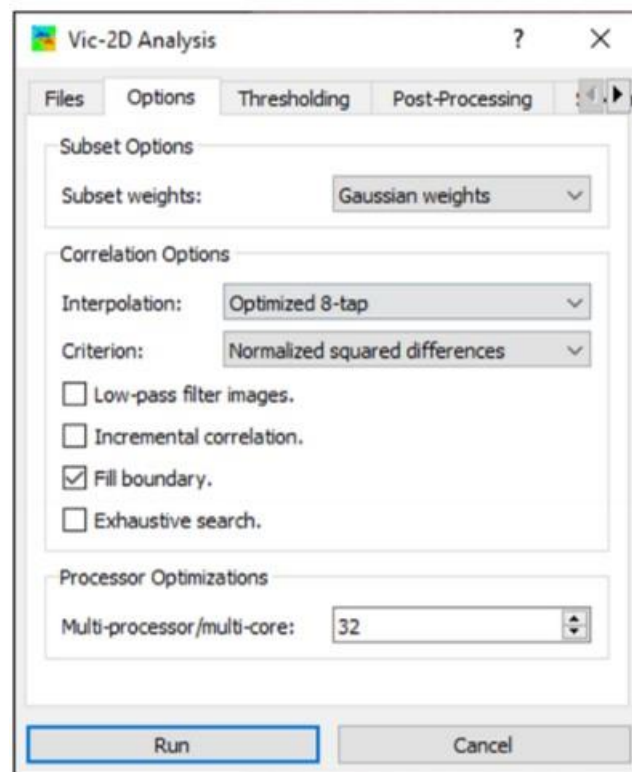 Vic-2D Analysis ? ×
Files Options Thresholding Post-Processing
Subset Options
Subset weights: Gaussian weights
Correlation Options
Interpolation: Optimized 8-tap
Criterion: Normalized squared differences
Low-pass filter images.
Incremental correlation.
Fill boundary.
Exhaustive search.
Processor Optimizations
Multi-processor/multi-core: 32
Run Cancel